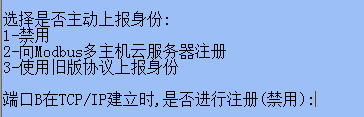 选择是否主动上报身份:
1-禁用
2-向Modbus多主机云服务器注册
3-使用旧版协议上报身份
端口B在TCP/IP建立时,是否进行注册(禁用):